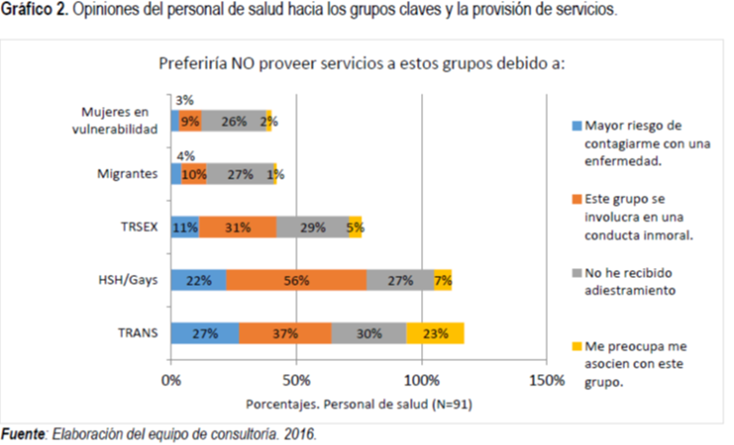 Gráfico 2. Opiniones del personal de salud hacia los grupos claves y la provisión de servicios.
Preferiría NO proveer servicios a estos grupos debido a:
Mujeres en
vulnerabilidad
3%
9%
26%
2%
Migrantes
4%
10%
27%
1%
TRSEX
11%
31%
29%
5%
HSH/Gays
22%
56%
27%
7%
TRANS
27%
37%
30%
23%
0%
50%
100%
150%
Porcentajes. Personal de salud (N=91)
Mayor riesgo de
contagiarme con una
enfermedad.
Este grupo se
involucra en una
conducta inmoral.
No he recibido
adiestramiento
Me preocupa me
asocien con este
grupo.
Fuente: Elaboración del equipo de consultoría. 2016.